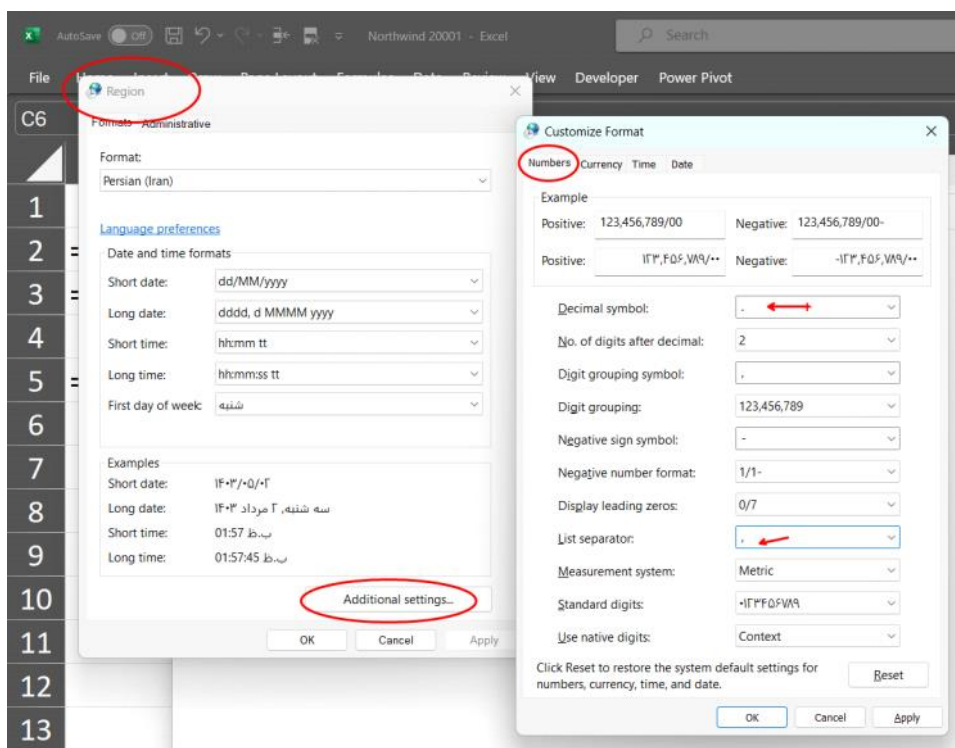 AutoSave Off Northwind 20001 - Excel Search
File View Developer Power Pivot
C6
1
2
3
4
5
6
7
8
9
10
11
12
13
=
=
=
Region
Formats Administrative
Format:
Persian (Iran)
Language preferences
Date and time formats
Short date: dd/MM/yyyy
Long date: dddd, d MMMM yyyy
Short time: hh:mm tt
Long time: hh:mm:ss tt
First day of week: شنبه
Examples
Short date: ۱۴۰۳/۰۵/۰۲
Long date: سه شنبه, ۲ مرداد ۱۴۰۳
Short time: 01:57 ب.ظ
Long time: 01:57:45 ب.ظ
Additional settings...
OK Cancel Apply
Customize Format
Numbers Currency Time Date
Example
Positive: 123,456,789/00 Negative: 123,456,789/00-
Positive: ۱۲۳,۴۵۶,۷۸۹/۰۰ Negative: -۱۲۳,۴۵۶,۷۸۹/۰۰
Decimal symbol: .
No. of digits after decimal: 2
Digit grouping symbol: ,
Digit grouping: 123,456,789
Negative sign symbol: -
Negative number format: 1/1-
Display leading zeros: 0/7
List separator: ,
Measurement system: Metric
Standard digits: ۰۱۲۳۴۵۶۷۸۹
Use native digits: Context
Click Reset to restore the system default settings for
numbers, currency, time, and date.
Reset
OK Cancel Apply